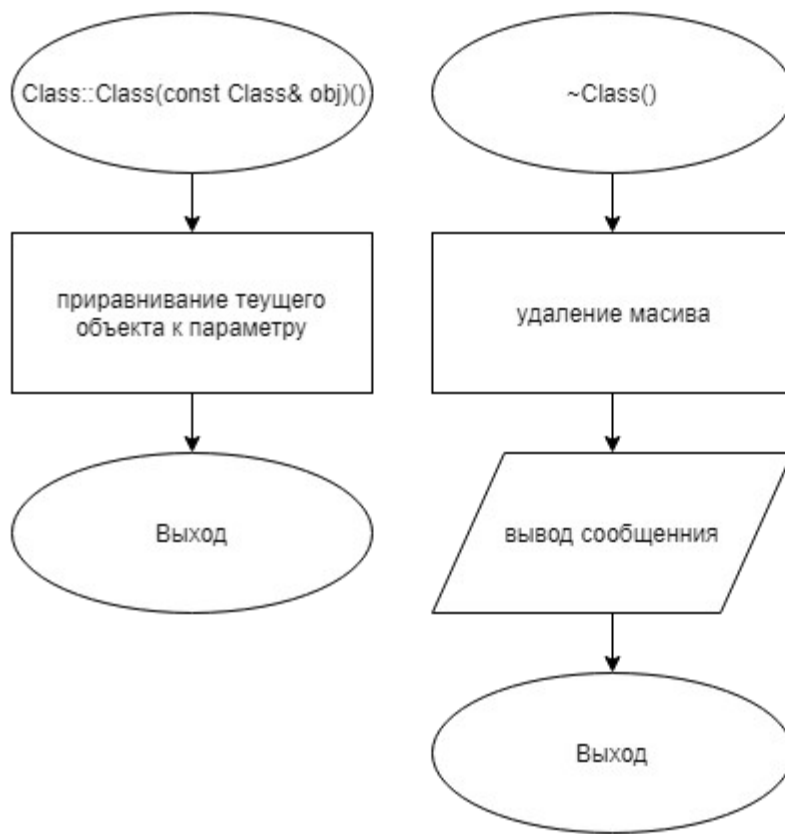 Class::Class(const Class& obj)()
приравнивание теущего
объекта к параметру
Выход
~Class()
удаление масива
вывод сообщенния
Выход